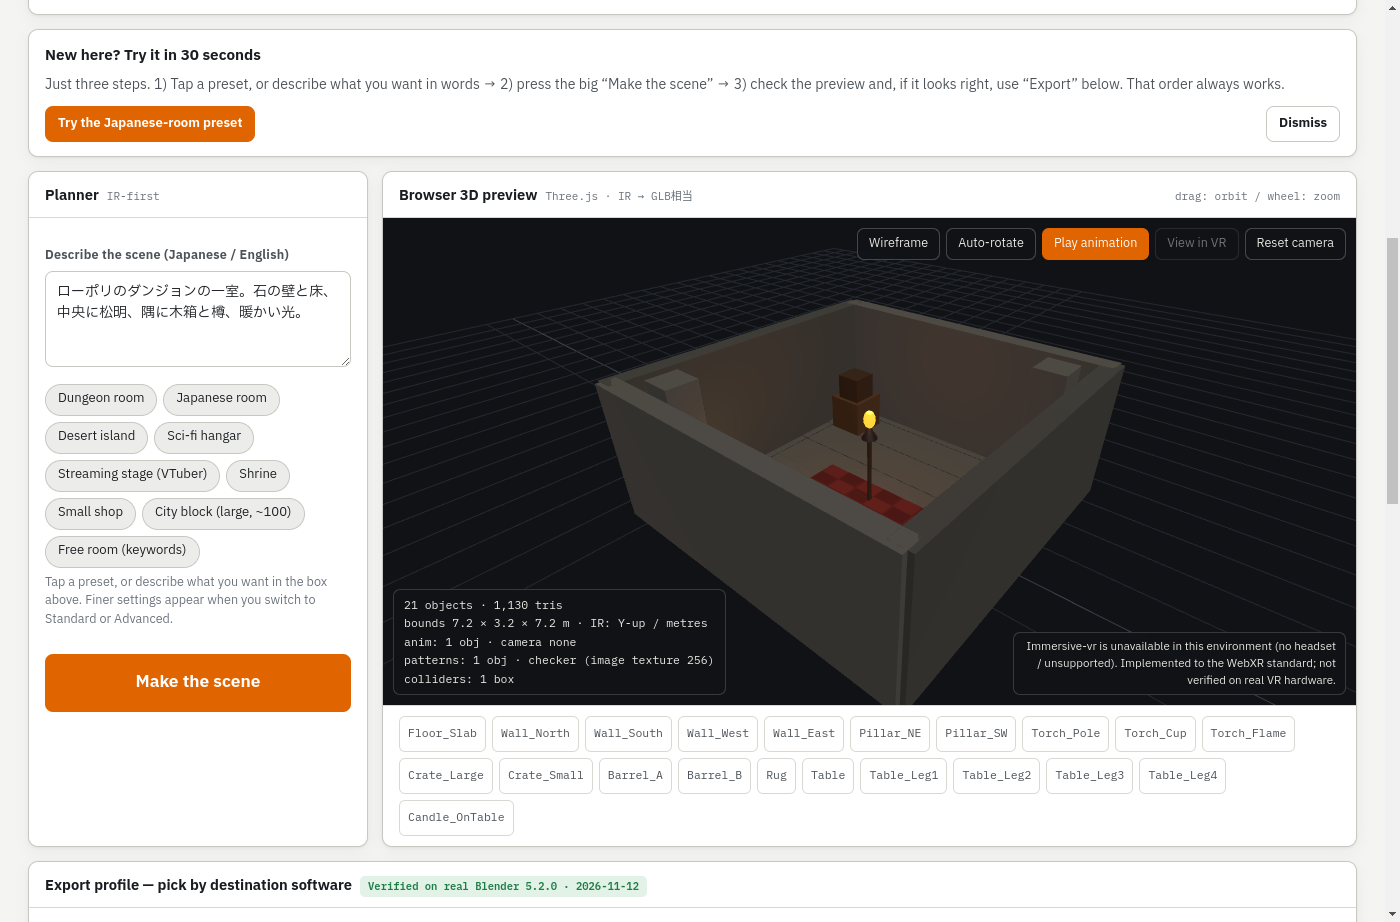 New here? Try it in 30 seconds
Just three steps. 1) Tap a preset, or describe what you want in words → 2) press the big “Make the scene” → 3) check the preview and, if it looks right, use “Export” below. That order always works.
Try the Japanese-room preset
Dismiss
Planner IR-first
Describe the scene (Japanese / English)
ローポリのダンジョンの一室。石の壁と床、
中央に松明、隅に木箱と樽、暖かい光。
Dungeon room Japanese room
Desert island Sci-fi hangar
Streaming stage (VTuber) Shrine
Small shop City block (large, ~100)
Free room (keywords)
Tap a preset, or describe what you want in the box
above. Finer settings appear when you switch to
Standard or Advanced.
Make the scene
Browser 3D preview Three.js · IR → GLB相当 drag: orbit / wheel: zoom
Wireframe Auto-rotate Play animation View in VR Reset camera
21 objects · 1,130 tris
bounds 7.2 × 3.2 × 7.2 m · IR: Y-up / metres
anim: 1 obj · camera none
patterns: 1 obj · checker (image texture 256)
colliders: 1 box
Immersive-vr is unavailable in this environment (no headset
/ unsupported). Implemented to the WebXR standard; not
verified on real VR hardware.
Floor_Slab Wall_North Wall_South Wall_West Wall_East Pillar_NE Pillar_SW Torch_Pole Torch_Cup Torch_Flame
Crate_Large Crate_Small Barrel_A Barrel_B Rug Table Table_Leg1 Table_Leg2 Table_Leg3 Table_Leg4
Candle_OnTable
Export profile — pick by destination software Verified on real Blender 5.2.0 · 2026-11-12